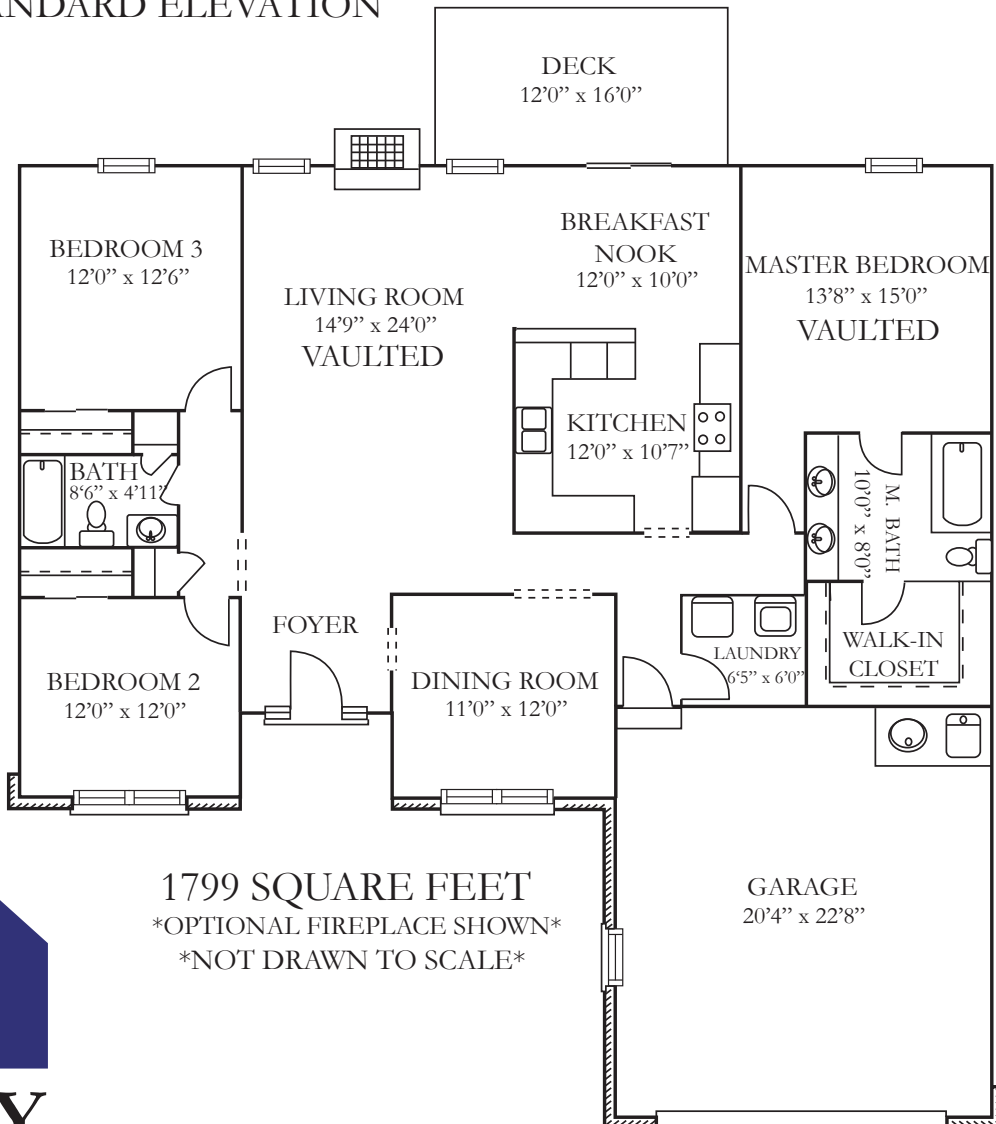 ANDARD ELEVATION
DECK
12'0” x 16'0”
BEDROOM 3
12'0” x 12'6”
LIVING ROOM
14'9” x 24'0”
VAULTED
BREAKFAST
NOOK
12'0” x 10'0”
MASTER BEDROOM
13'8” x 15'0”
VAULTED
KITCHEN
12'0” x 10'7”
BATH
8‘6” x 4'11”
M. BATH
10'0” x 8'0”
FOYER
BEDROOM 2
12'0” x 12'0”
DINING ROOM
11'0” x 12'0”
LAUNDRY
6‘5” x 6'0”
WALK-IN
CLOSET
GARAGE
20'4” x 22'8”
1799 SQUARE FEET
*OPTIONAL FIREPLACE SHOWN*
*NOT DRAWN TO SCALE*
Y